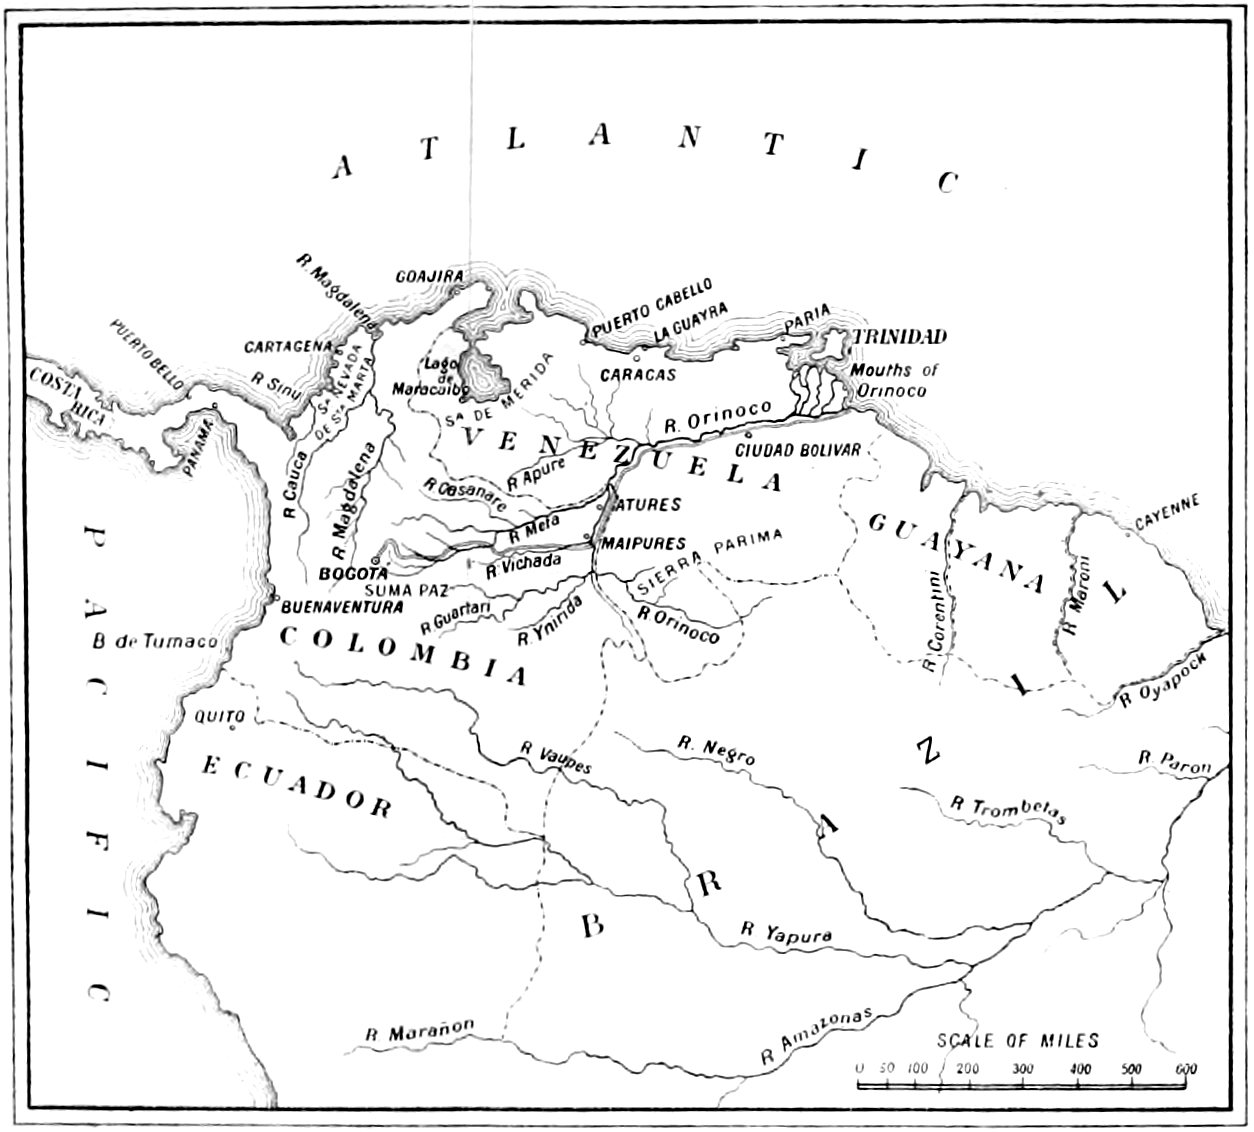 ATLANTIC
PACIFIC
R. Magdalena
GOAJIRA
PUERTO CABELLO
LA GUAYRA
PARIA
TRINIDAD
PUERTO BELLO
CARTAGENA
COSTA
RICA
R Sinu
Sa NEVADA
DE Sta MARTA
Lago
de
Maracaibo
Sa DE MERIDA
CARACAS
Mouths of
Orinoco
PANAMA
R. Orinoco
VENEZUELA
CIUDAD BOLIVAR
R Cauca
R. Magdalena
R Casanare
R Apure
ATURES
R Meta
GUAYANA
CAYENNE
MAIPURES
SIERRA PARIMA
BOGOTA
R Vichada
SUMA PAZ
BUENAVENTURA
R Guartari
R. Ynirida
R Orinoco
R Corentini
R Maroni
B de Tumaco
COLOMBIA
R Oyapock
QUITO
ECUADOR
R Vaupes
R. Negro
R. Paron
R Trombetas
BRAZIL
R Yapura
R. Marañon
R Amazonas
SCALE OF MILES
0 50 100 200 300 400 500 600